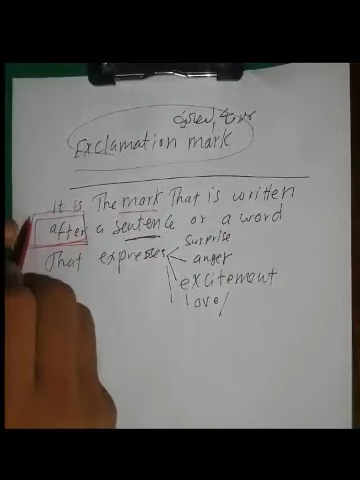 Exclamation mark
It is The mark That is written
after a sentence or a word
That expresses
surprise
anger
excitement
love